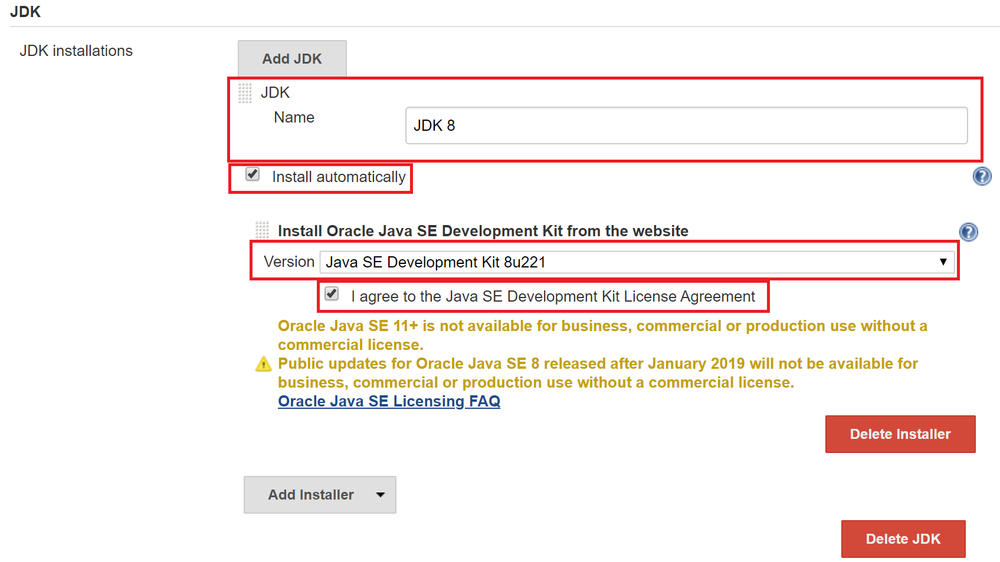 JDK
JDK installations
Add JDK
JDK
Name
JDK 8
Install automatically
Install Oracle Java SE Development Kit from the website
Version
Java SE Development Kit 8u221
I agree to the Java SE Development Kit License Agreement
Oracle Java SE 11+ is not available for business, commercial or production use without a
commercial license.
Public updates for Oracle Java SE 8 released after January 2019 will not be available for
business, commercial or production use without a commercial license.
Oracle Java SE Licensing FAQ
Delete Installer
Add Installer
Delete JDK